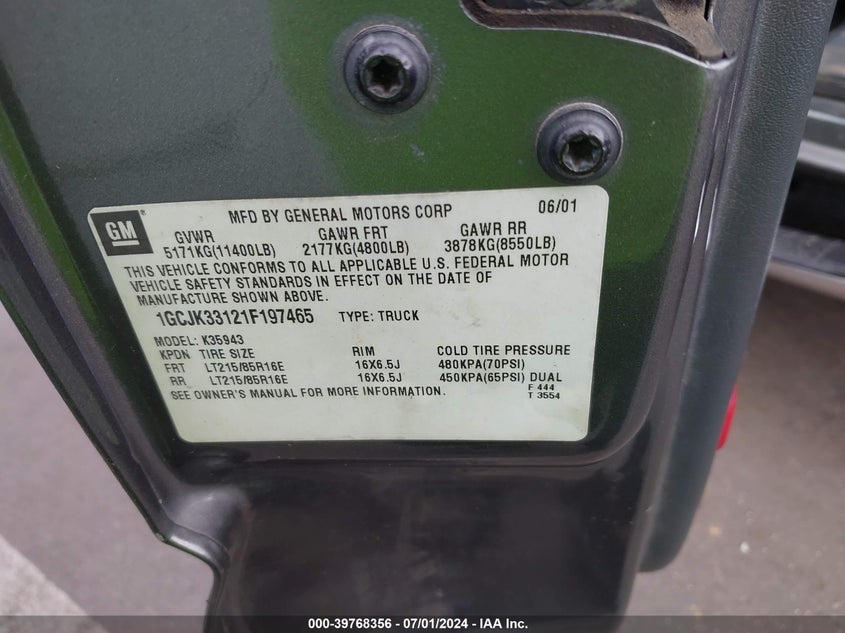 GM
MFD BY GENERAL MOTORS CORP 06/01
GVWR GAWR FRT GAWR RR
5171KG(11400LB) 2177KG(4800LB) 3878KG(8550LB)
THIS VEHICLE CONFORMS TO ALL APPLICABLE U.S. FEDERAL MOTOR
VEHICLE SAFETY STANDARDS IN EFFECT ON THE DATE OF
MANUFACTURE SHOWN ABOVE.
1GCJK33121F197465 TYPE: TRUCK
MODEL: K35943
KPDN TIRE SIZE RIM COLD TIRE PRESSURE
FRT LT215/85R16E 16X6.5J 480KPA(70PSI)
RR LT215/85R16E 16X6.5J 450KPA(65PSI) DUAL
SEE OWNER'S MANUAL FOR MORE INFORMATION. F 444
T 3554
000-39768356 / 07/01/2024 - IAA Inc.